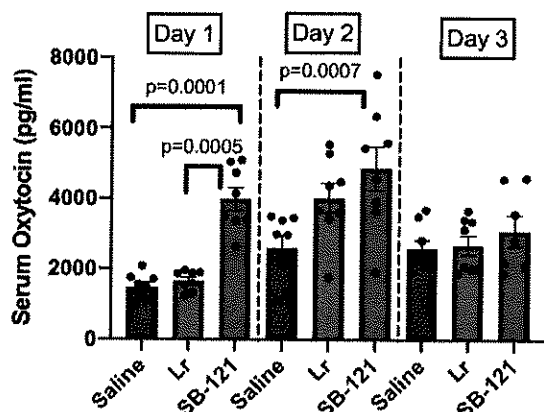 Day 1
Day 2
Day 3
Serum Oxytocin (pg/ml)
8000
6000
4000
2000
0
p=0.0001
p=0.0005
p=0.0007
Saline
Lr
SB-121
Saline
Lr
SB-121
Saline
Lr
SB-121